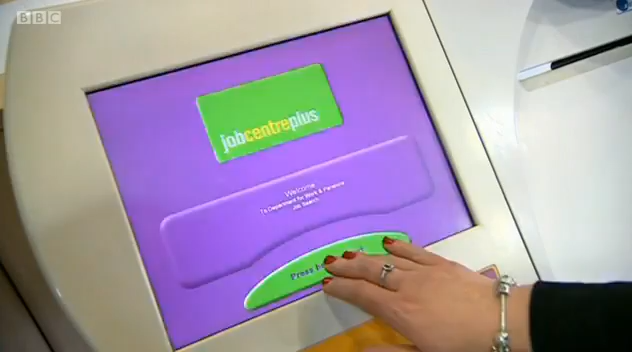 BBC
jobcentreplus
Welcome
To Department for Work & Pensions
Job Search
Press